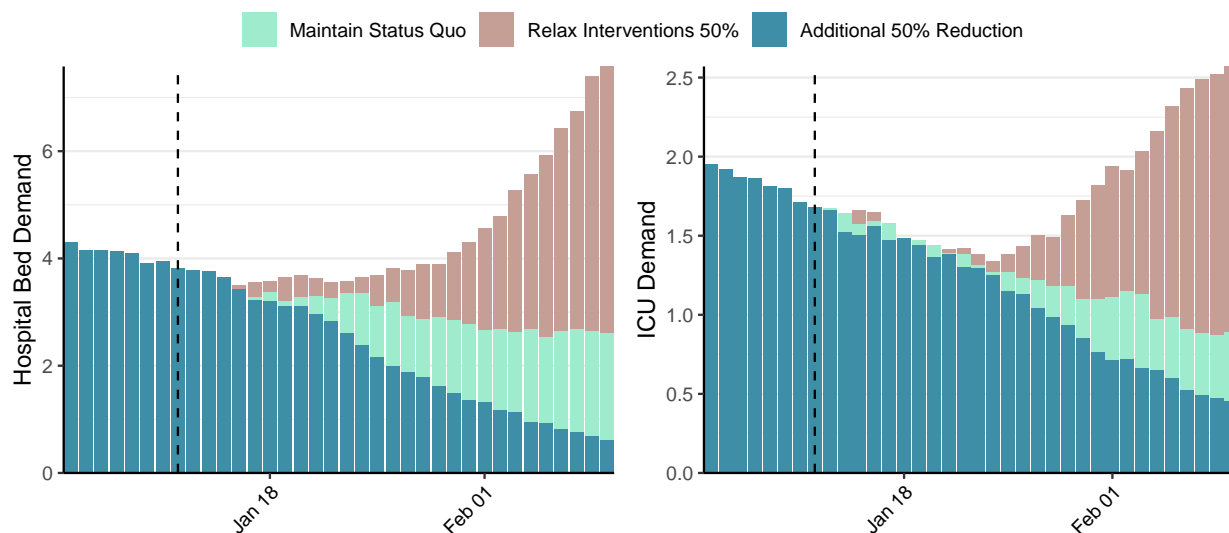 Maintain Status Quo Relax Interventions 50% Additional 50% Reduction
Hospital Bed Demand
6
4
2
0
Jan 18
Feb 01
ICU Demand
2.5
2.0
1.5
1.0
0.5
0.0
Jan 18
Feb 01